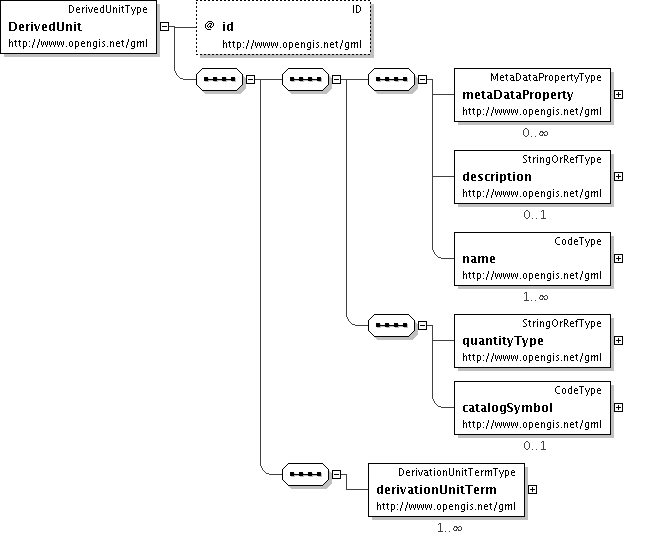 DerivedUnitType
DerivedUnit
http://www.opengis.net/gml
ID
@ id
http://www.opengis.net/gml
MetaDataPropertyType
metaDataProperty
http://www.opengis.net/gml
0..∞
StringOrRefType
description
http://www.opengis.net/gml
0..1
CodeType
name
http://www.opengis.net/gml
1..∞
StringOrRefType
quantityType
http://www.opengis.net/gml
CodeType
catalogSymbol
http://www.opengis.net/gml
0..1
DerivationUnitTermType
derivationUnitTerm
http://www.opengis.net/gml
1..∞